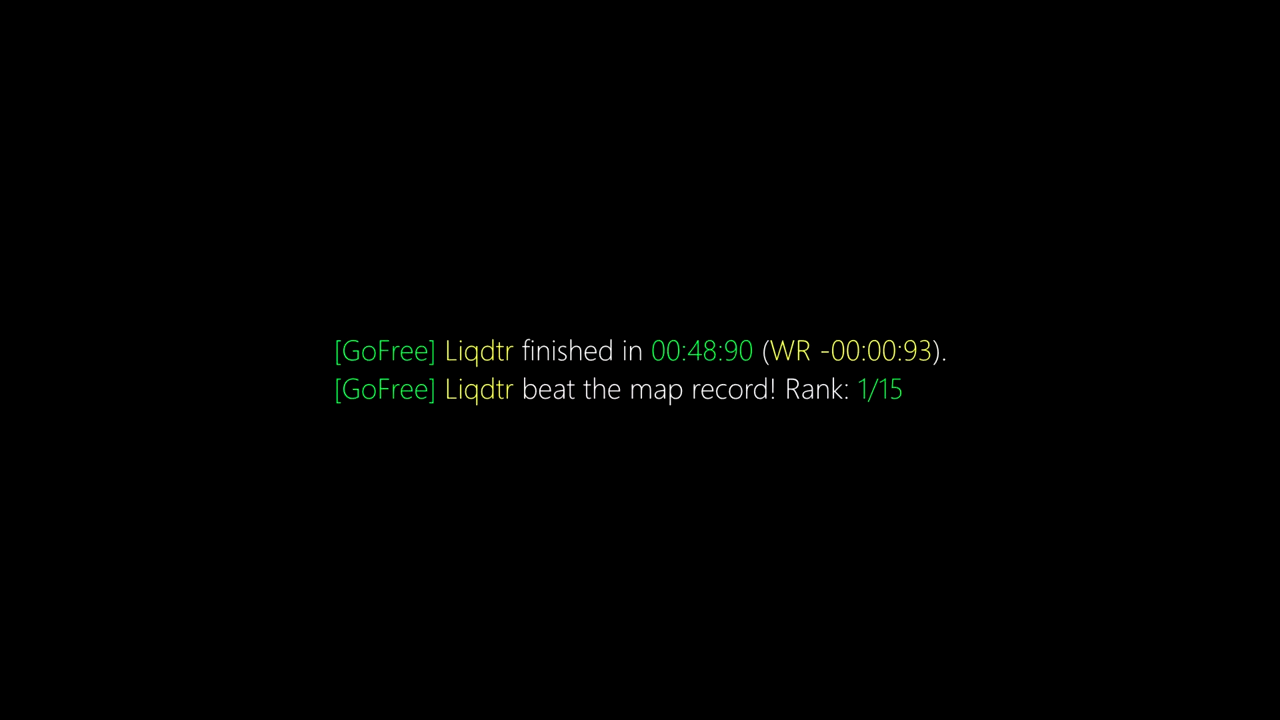 [GoFree] Liqdtr finished in 00:48:90 (WR -00:00:93).
[GoFree] Liqdtr beat the map record! Rank: 1/15